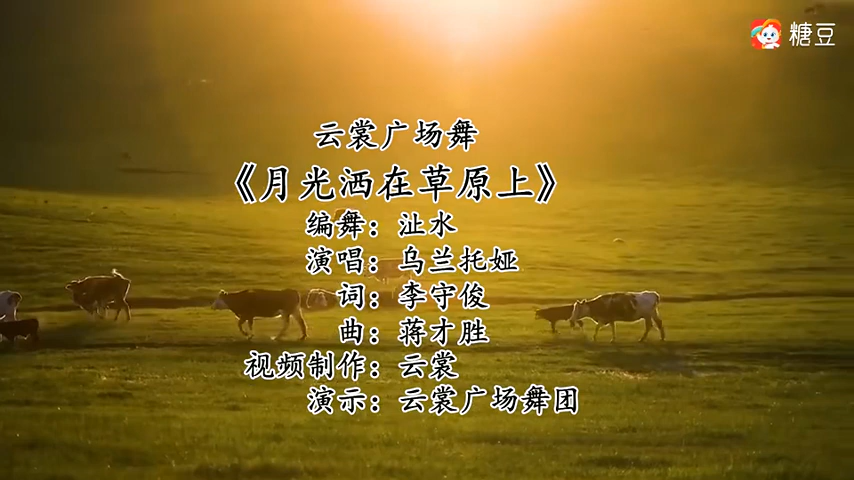 糖豆
云裳广场舞
《月光洒在草原上》
编舞：沚水
演唱：乌兰托娅
词：李守俊
曲：蒋才胜
视频制作：云裳
演示：云裳广场舞团